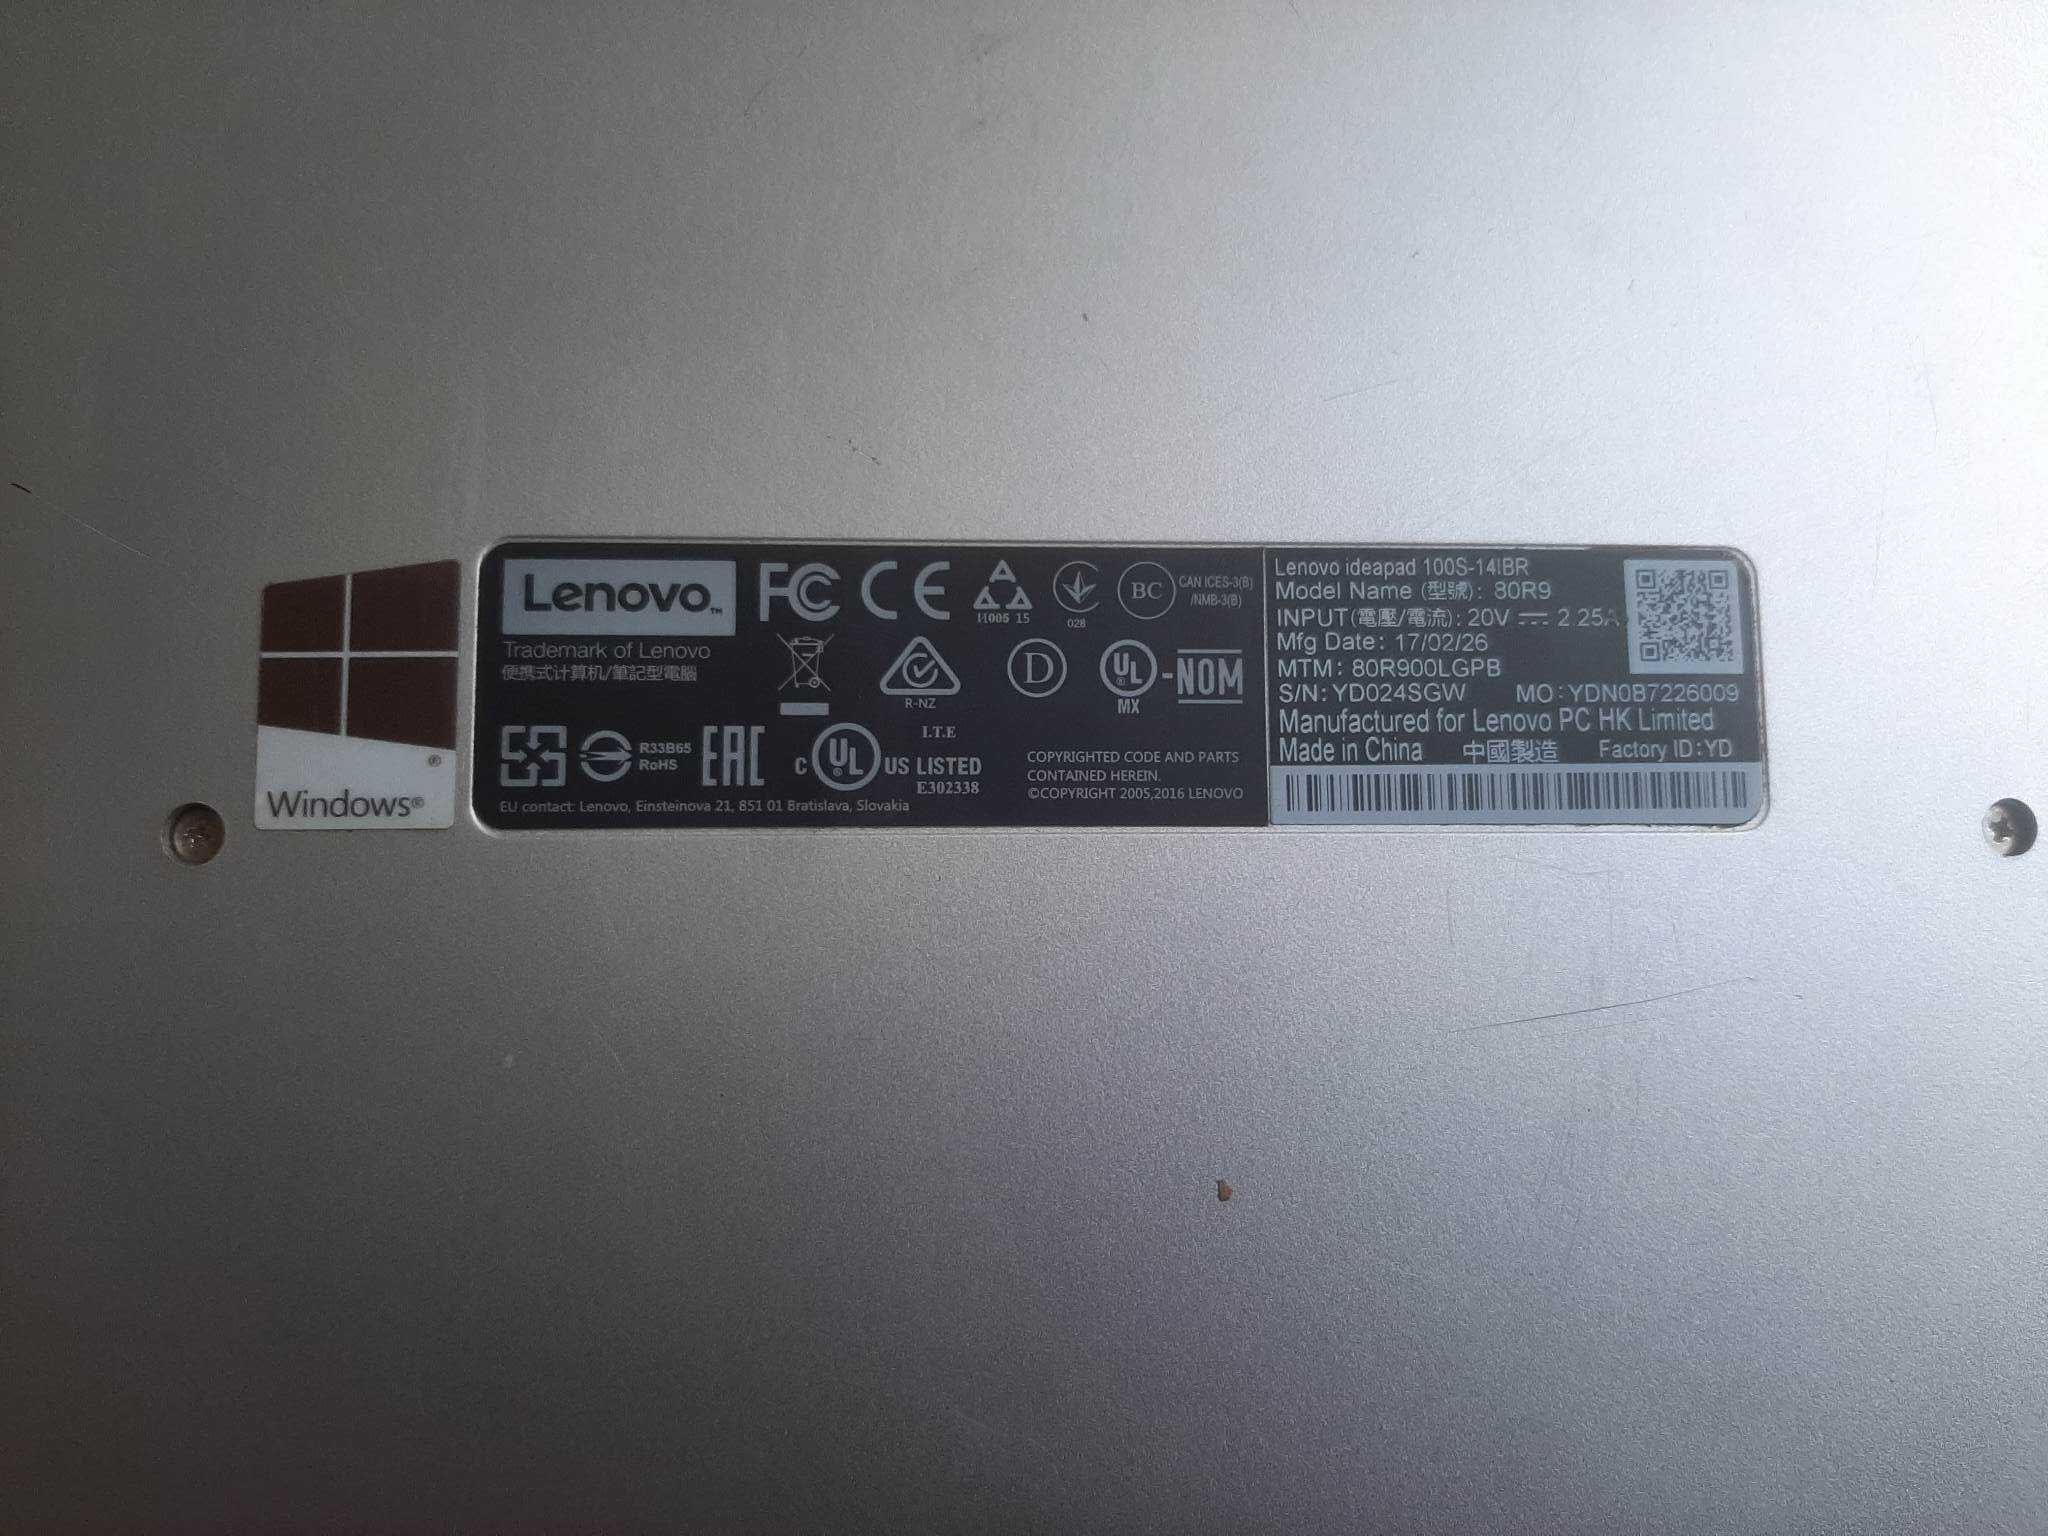 Windows®
®
Lenovo™
Trademark of Lenovo
便携式计算机/筆記型電腦
FC CE
И005 15
028
BC
CAN ICES-3(B)
/NMB-3(B)
R-NZ
D
UL
MX
-NOM
R33B65
RoHS
EAC
I.T.E
C UL US LISTED
E302338
COPYRIGHTED CODE AND PARTS
CONTAINED HEREIN.
©COPYRIGHT 2005,2016 LENOVO
EU contact: Lenovo, Einsteinova 21, 851 01 Bratislava, Slovakia
Lenovo ideapad 100S-14IBR
Model Name (型號): 80R9
INPUT(電壓/電流): 20V ⎓ 2.25A
Mfg Date: 17/02/26
MTM: 80R900LGPB
S/N: YD024SGW MO: YDN0B7226009
Manufactured for Lenovo PC HK Limited
Made in China 中國製造 Factory ID: YD